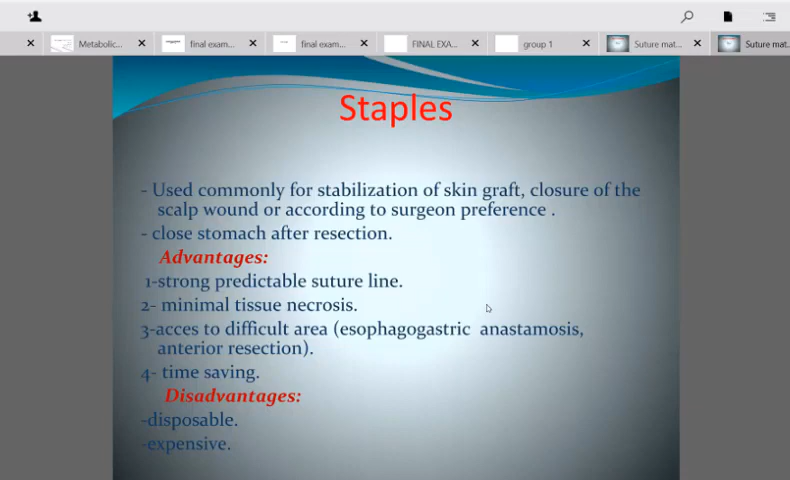 Metabolic...
final exam...
final exam...
FINAL EXA...
group 1
Suture mat...
Suture mat...
Staples
- Used commonly for stabilization of skin graft, closure of the
scalp wound or according to surgeon preference .
- close stomach after resection.
Advantages:
1-strong predictable suture line.
2- minimal tissue necrosis.
3-acces to difficult area (esophagogastric anastamosis,
anterior resection).
4- time saving.
Disadvantages:
-disposable.
-expensive.